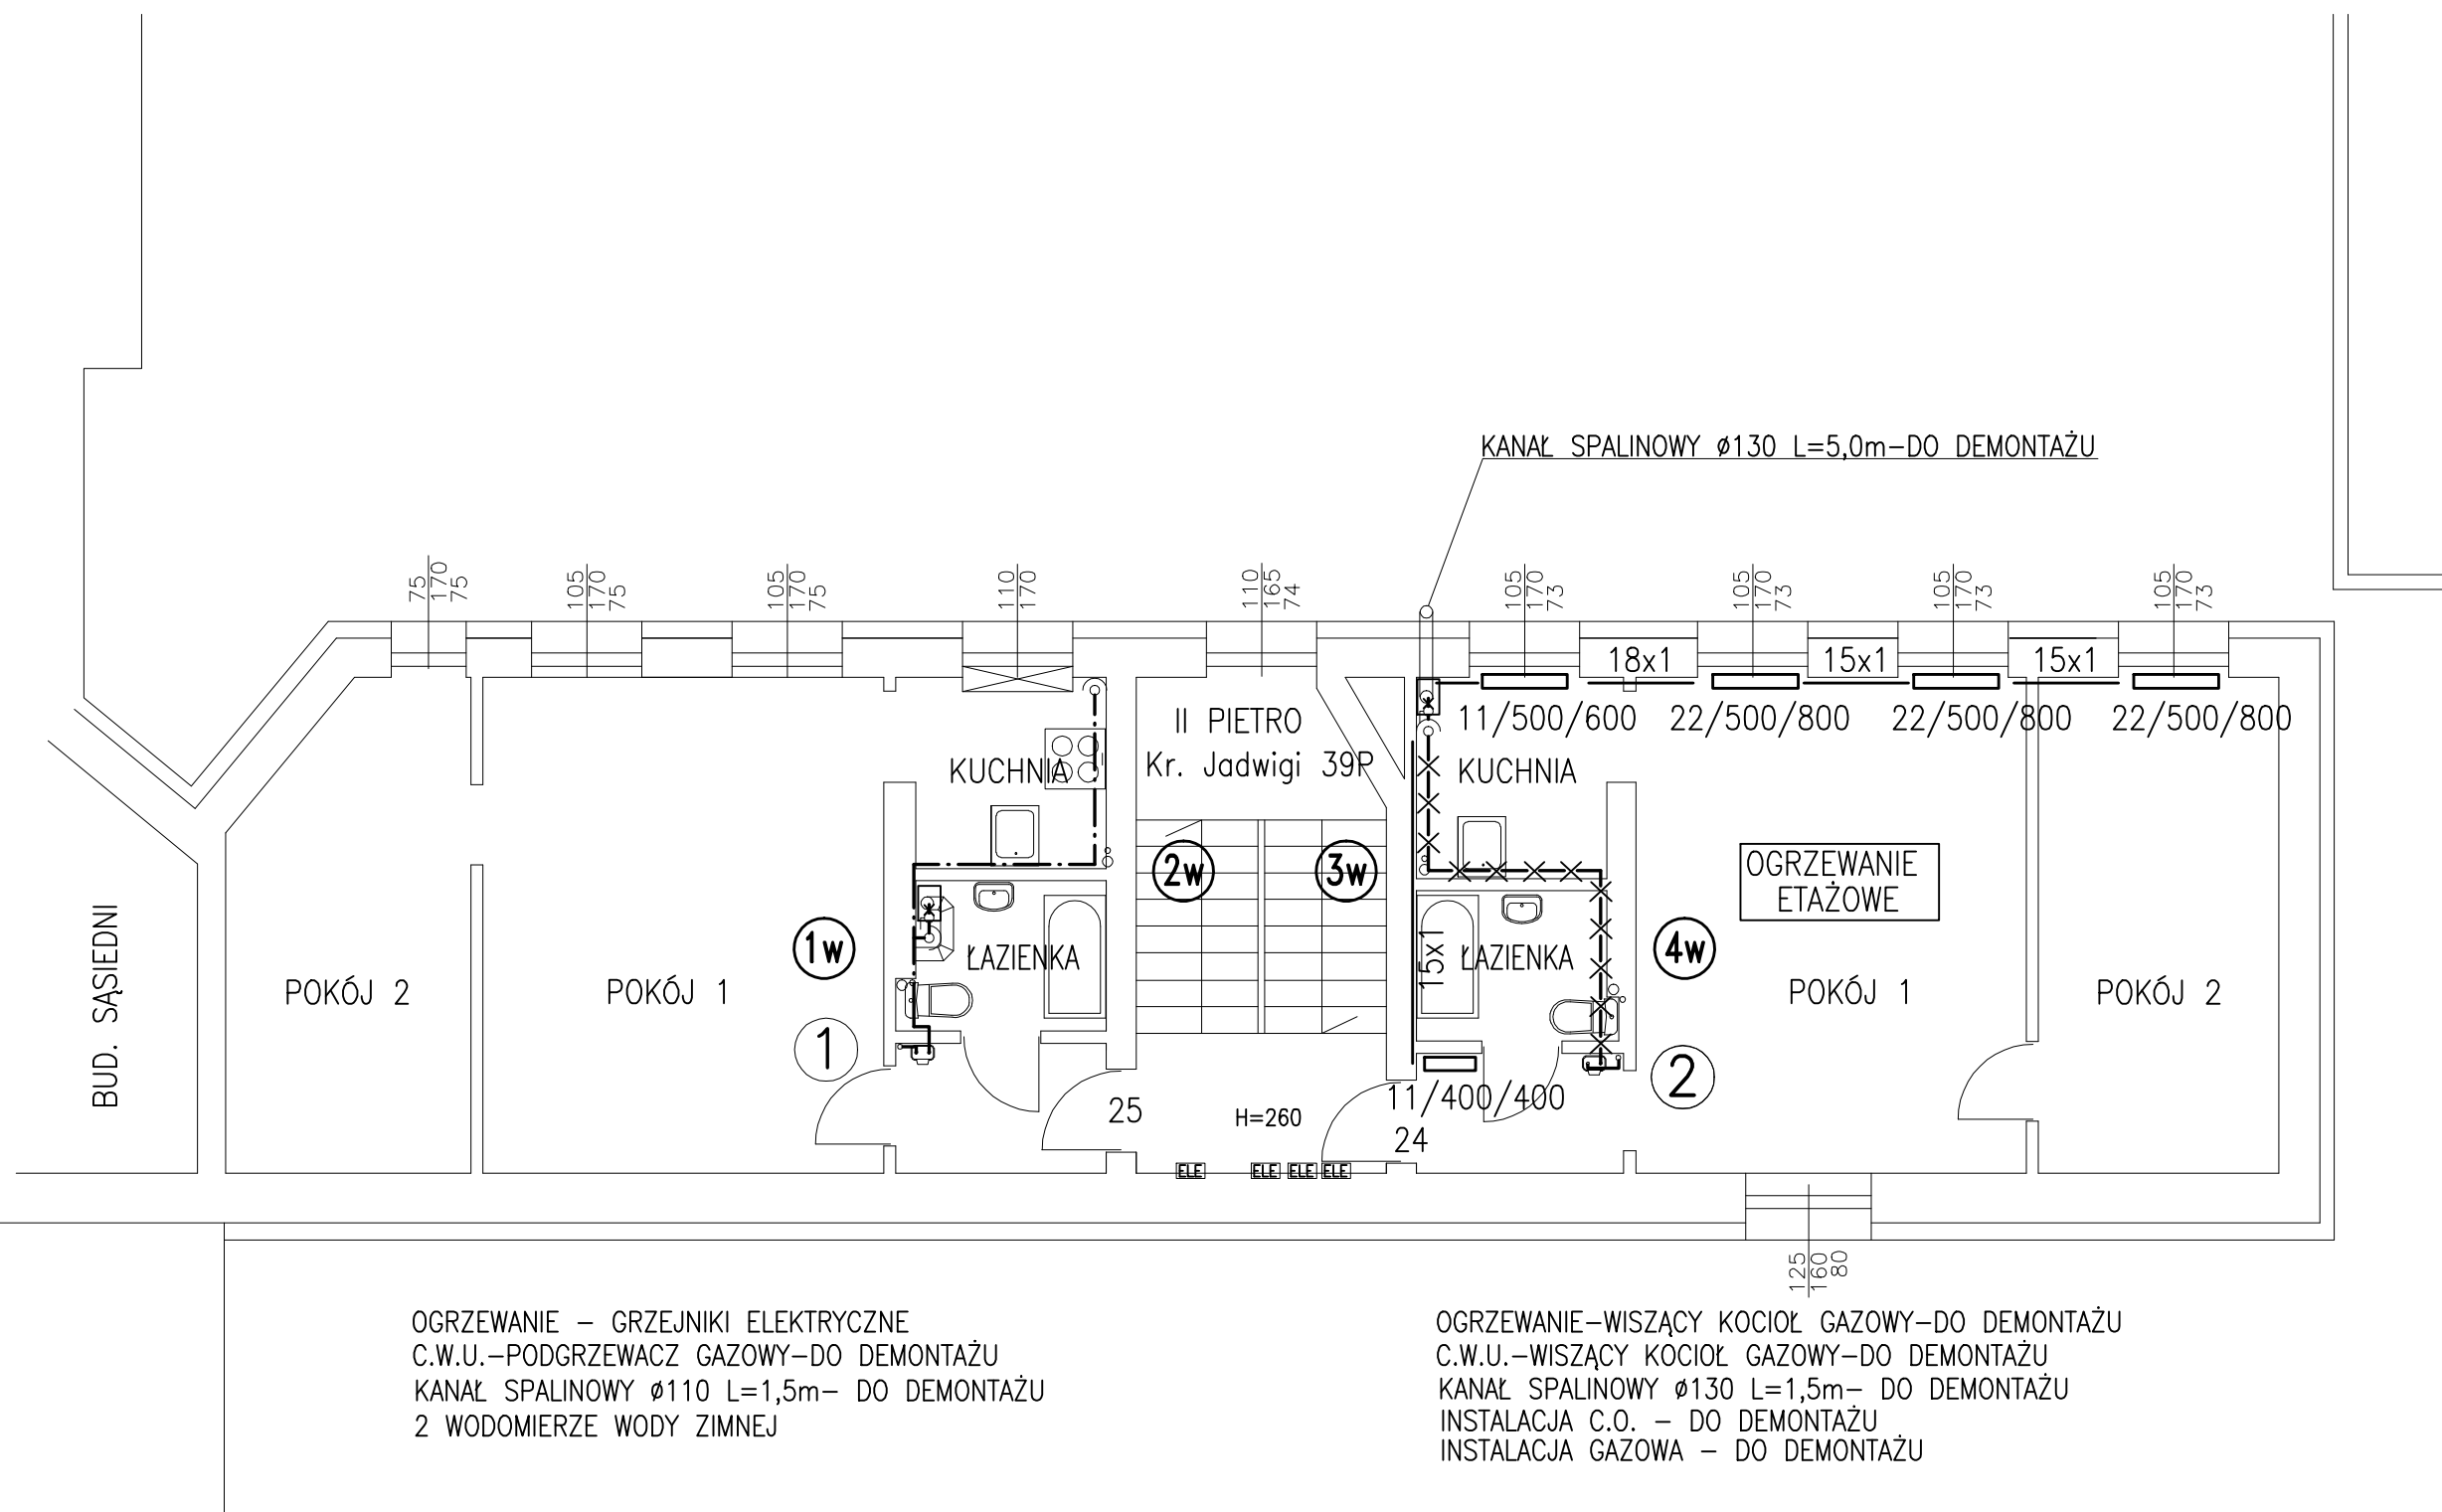 KANAŁ SPALINOWY ø130 L=5,0m-DO DEMONTAŻU
75
170
75
105
170
75
105
170
75
110
170
110
165
74
105
170
73
105
170
73
105
170
73
105
170
73
18x1
15x1
15x1
11/500/600
22/500/800
22/500/800
22/500/800
II PIETRO
Kr. Jadwigi 39P
KUCHNIA
KUCHNIA
2w
3w
OGRZEWANIE
ETAŻOWE
1w
4w
ŁAZIENKA
15x1
ŁAZIENKA
BUD. SĄSIEDNI
POKÓJ 2
POKÓJ 1
POKÓJ 1
POKÓJ 2
1
2
25
H=260
11/400/400
24
ELE
ELE
ELE
ELE
125
160
80
OGRZEWANIE - GRZEJNIKI ELEKTRYCZNE
C.W.U.-PODGRZEWACZ GAZOWY-DO DEMONTAŻU
KANAŁ SPALINOWY ø110 L=1,5m- DO DEMONTAŻU
2 WODOMIERZE WODY ZIMNEJ
OGRZEWANIE-WISZĄCY KOCIOŁ GAZOWY-DO DEMONTAŻU
C.W.U.-WISZĄCY KOCIOŁ GAZOWY-DO DEMONTAŻU
KANAŁ SPALINOWY ø130 L=1,5m- DO DEMONTAŻU
INSTALACJA C.O. - DO DEMONTAŻU
INSTALACJA GAZOWA - DO DEMONTAŻU